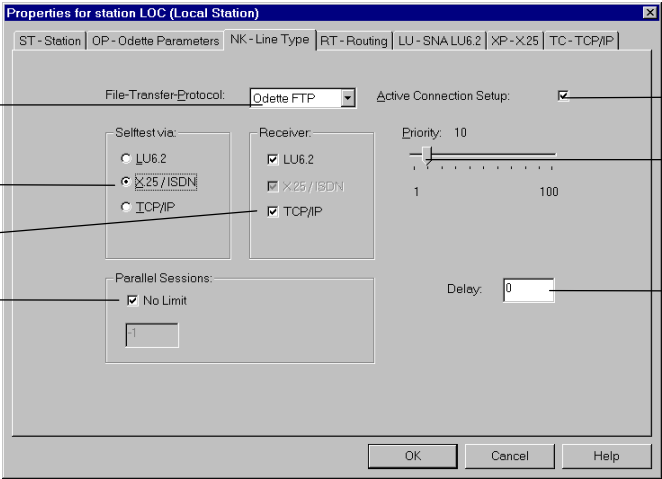 Properties for station LOC (Local Station)
ST - Station OP - Odette Parameters NK - Line Type RT - Routing LU - SNA LU6.2 XP - X.25 TC - TCP/IP
File-Transfer-Protocol: Odette FTP Active Connection Setup:
Selftest via: Receiver: Priority: 10
LU6.2 LU6.2
X.25 / ISDN X.25 / ISDN
1 100
TCP/IP TCP/IP
Parallel Sessions:
Delay: 0
No Limit
-1
OK Cancel Help